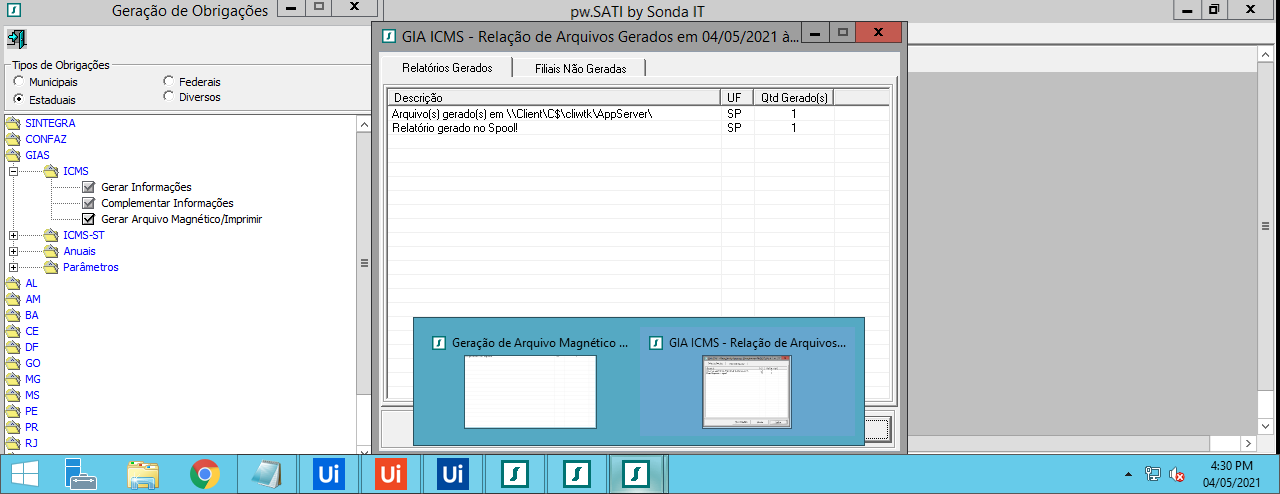 Geração de Obrigações
pw.SATI by Sonda IT
Tipos de Obrigações
Municipais
Federais
Estaduais
Diversos
SINTEGRA
CONFAZ
GIAS
ICMS
Gerar Informações
Complementar Informações
Gerar Arquivo Magnético/Imprimir
ICMS-ST
Anuais
Parâmetros
AL
AM
BA
CE
DF
GO
MG
MS
PE
PR
RJ
GIA ICMS - Relação de Arquivos Gerados em 04/05/2021 à...
Relatórios Gerados
Filiais Não Geradas
Descrição UF Qtd Gerado(s)
Arquivo(s) gerado(s) em \\Client\C$\cliwtk\AppServer\ SP 1
Relatório gerado no Spool! SP 1
Geração de Arquivo Magnético ...
GIA ICMS - Relação de Arquivos...
Ui
Ui
Ui
4:30 PM
04/05/2021